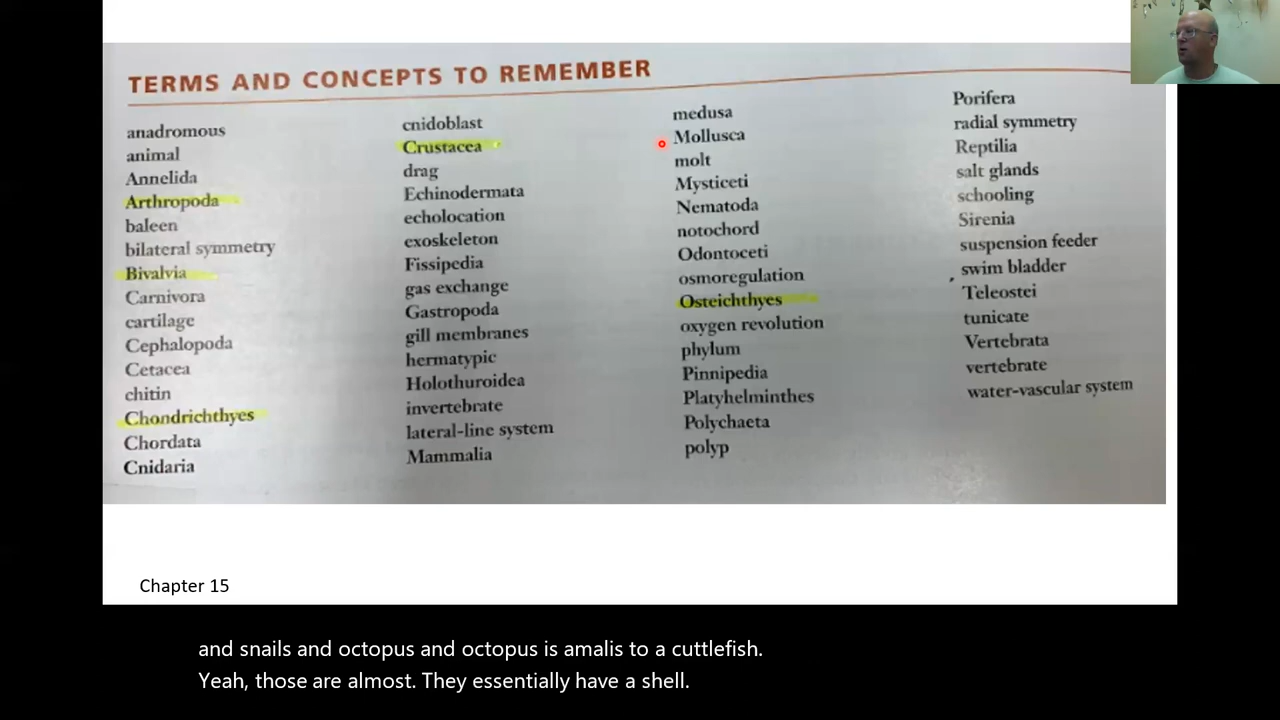 TERMS AND CONCEPTS TO REMEMBER
anadromous
animal
Annelida
Arthropoda
baleen
bilateral symmetry
Bivalvia
Carnivora
cartilage
Cephalopoda
Cetacea
chitin
Chondrichthyes
Chordata
Cnidaria
cnidoblast
Crustacea
drag
Echinodermata
echolocation
exoskeleton
Fissipedia
gas exchange
Gastropoda
gill membranes
hermatypic
Holothuroidea
invertebrate
lateral-line system
Mammalia
medusa
Mollusca
molt
Mysticeti
Nematoda
notochord
Odontoceti
osmoregulation
Osteichthyes
oxygen revolution
phylum
Pinnipedia
Platyhelminthes
Polychaeta
polyp
Porifera
radial symmetry
Reptilia
salt glands
schooling
Sirenia
suspension feeder
swim bladder
Teleostei
tunicate
Vertebrata
vertebrate
water-vascular system
Chapter 15
and snails and octopus and octopus is amalis to a cuttlefish.
Yeah, those are almost. They essentially have a shell.